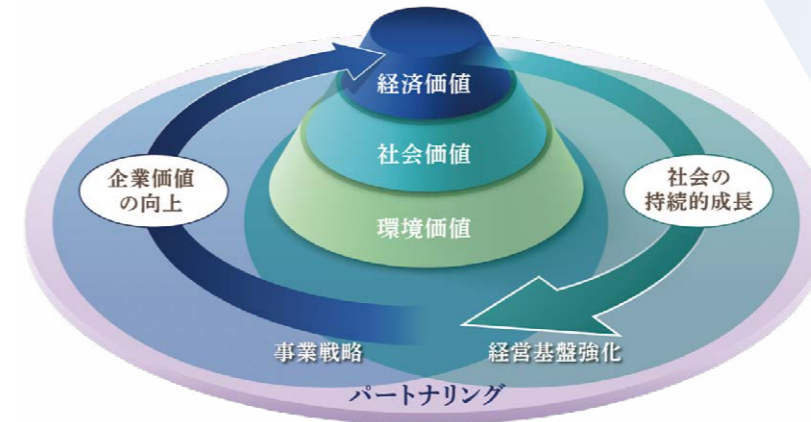 経済価値
社会価値
環境価値
企業価値
の向上
社会の
持続的成長
事業戦略
経営基盤強化
パートナリング